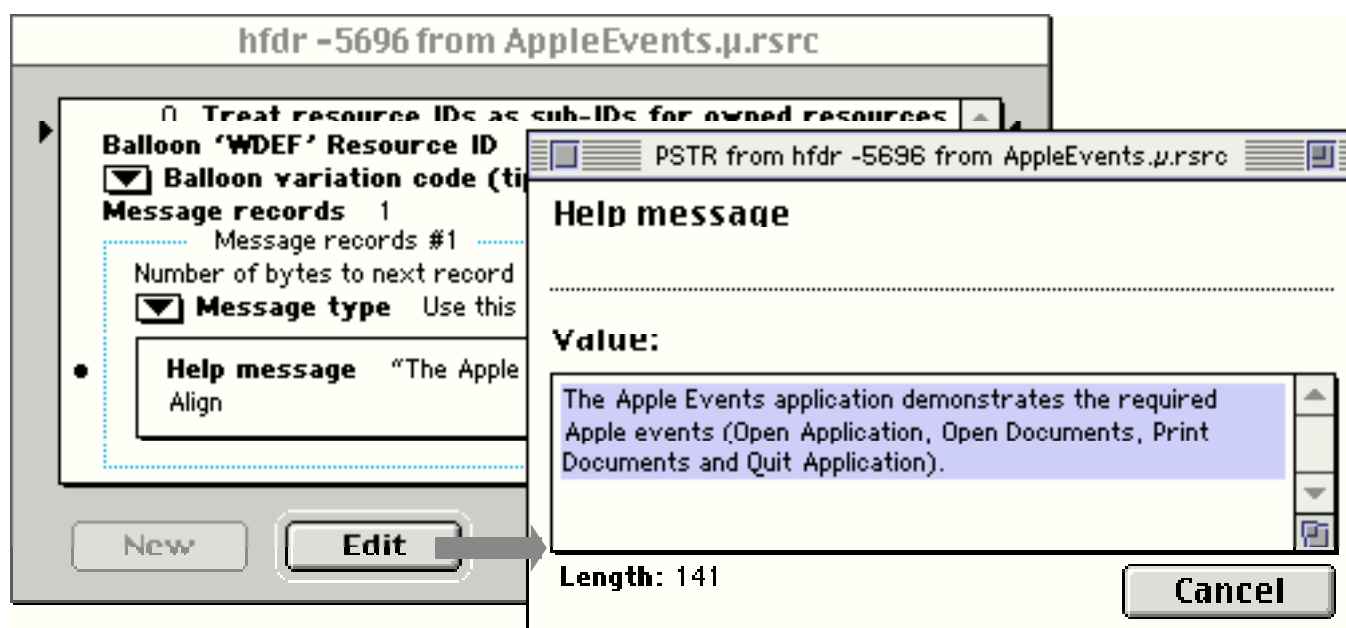 hfdr -5696 from AppleEvents.µ.rsrc
0 Treat resource IDs as sub-IDs for owned resources
Balloon ‘WDEF’ Resource ID
Balloon variation code (tip
Message records 1
Message records #1
Number of bytes to next record
Message type Use this
Help message “The Apple
Align
New
Edit
PSTR from hfdr -5696 from AppleEvents.µ.rsrc
Help message
Value:
The Apple Events application demonstrates the required
Apple events (Open Application, Open Documents, Print
Documents and Quit Application).
Length: 141
Cancel